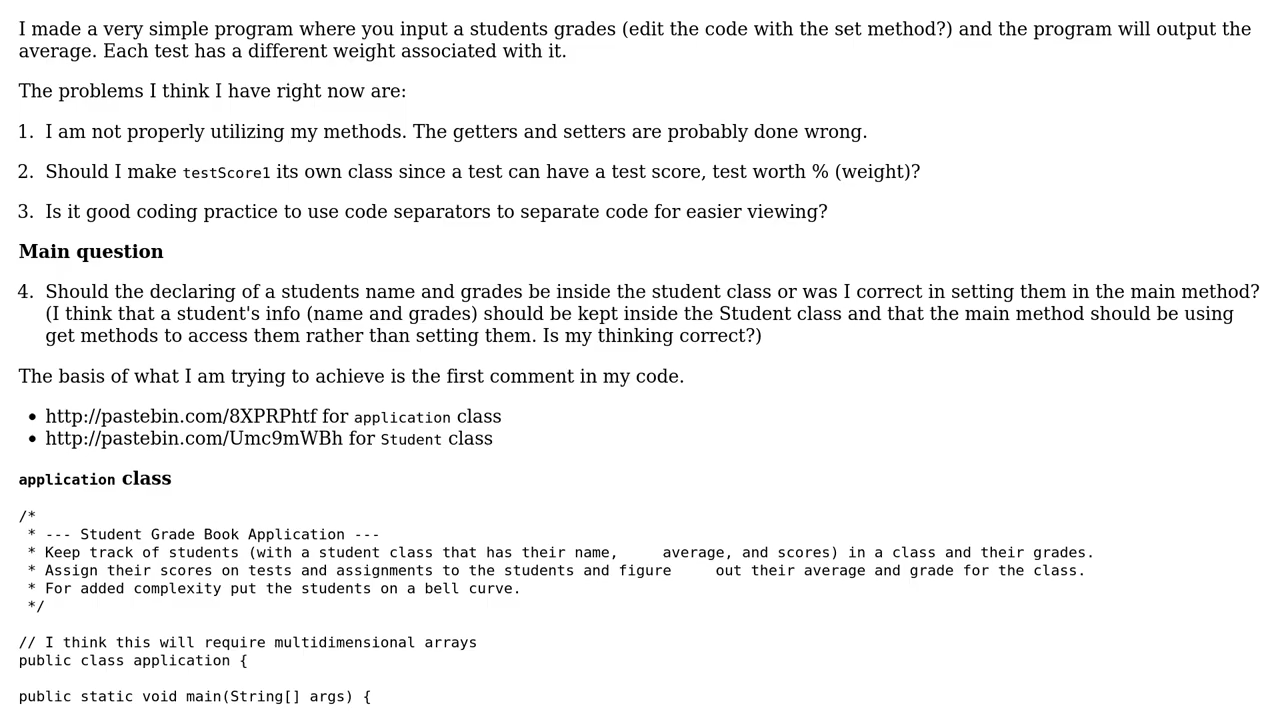 I made a very simple program where you input a students grades (edit the code with the set method?) and the program will output the
average. Each test has a different weight associated with it.
The problems I think I have right now are:
1. I am not properly utilizing my methods. The getters and setters are probably done wrong.
2. Should I make testScore1 its own class since a test can have a test score, test worth % (weight)?
3. Is it good coding practice to use code separators to separate code for easier viewing?
Main question
4. Should the declaring of a students name and grades be inside the student class or was I correct in setting them in the main method?
(I think that a student's info (name and grades) should be kept inside the Student class and that the main method should be using
get methods to access them rather than setting them. Is my thinking correct?)
The basis of what I am trying to achieve is the first comment in my code.
• http://pastebin.com/8XPRPhtf for application class
• http://pastebin.com/Umc9mWBh for Student class
application class
/*
 * --- Student Grade Book Application ---
 * Keep track of students (with a student class that has their name,     average, and scores) in a class and their grades.
 * Assign their scores on tests and assignments to the students and figure     out their average and grade for the class.
 * For added complexity put the students on a bell curve.
 */
// I think this will require multidimensional arrays
public class application {
public static void main(String[] args) {